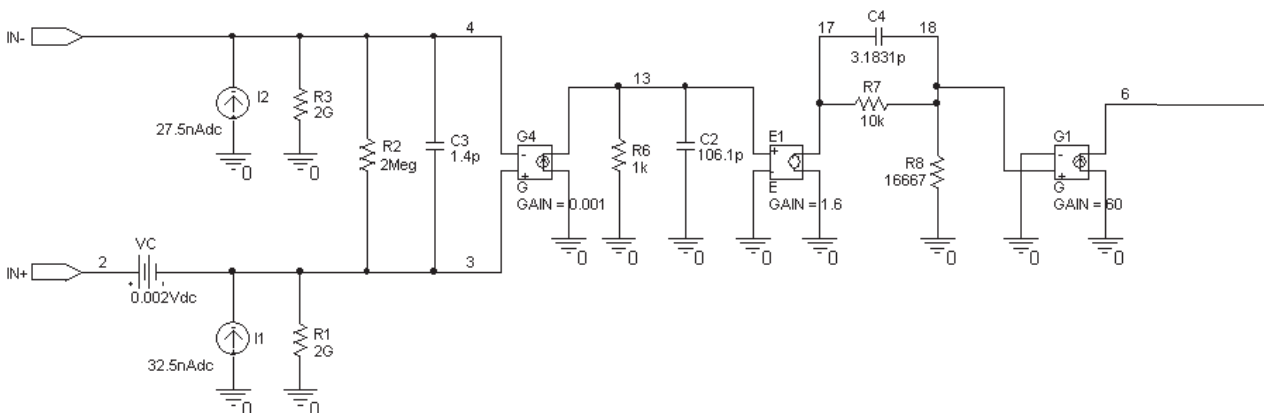 IN-
4
I2
27.5nAdc
0
R3
2G
0
R2
2Meg
C3
1.4p
G4
-
+
G
GAIN = 0.001
0
13
R6
1k
0
C2
106.1p
0
E1
+
-
E
GAIN = 1.6
0
0
17
C4
18
3.1831p
R7
10k
R8
16667
0
G1
-
+
G
GAIN = 60
0
0
6
IN+
2
VC
+
-
0.002Vdc
3
I1
32.5nAdc
0
R1
2G
0